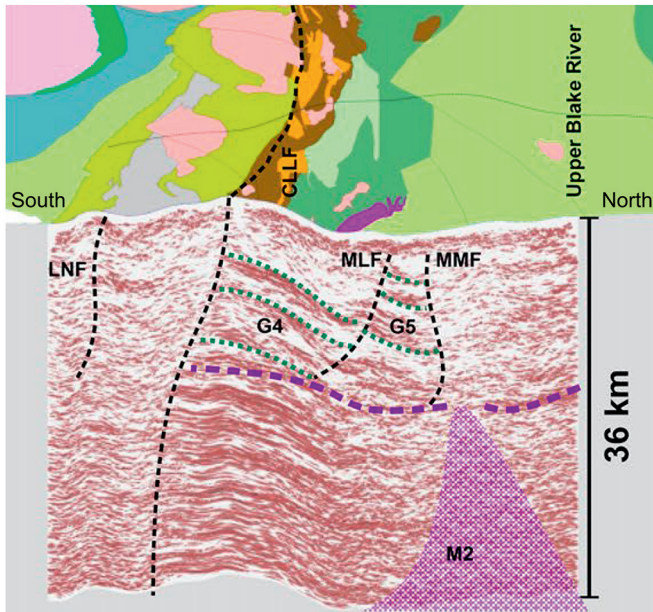 Upper Blake River
CLLF
South
North
LNF
MLF
MMF
G4
G5
36 km
M2